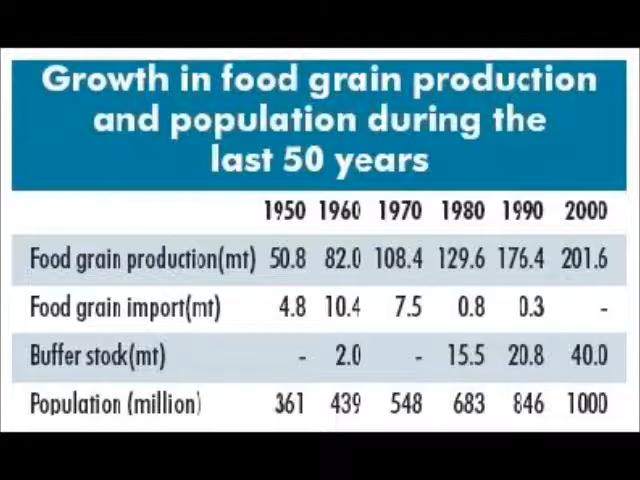 Growth in food grain production
and population during the
last 50 years
1950 1960 1970 1980 1990 2000
Food grain production(mt) 50.8 82.0 108.4 129.6 176.4 201.6
Food grain import(mt) 4.8 10.4 7.5 0.8 0.3 -
Buffer stock(mt) - 2.0 - 15.5 20.8 40.0
Population (million) 361 439 548 683 846 1000